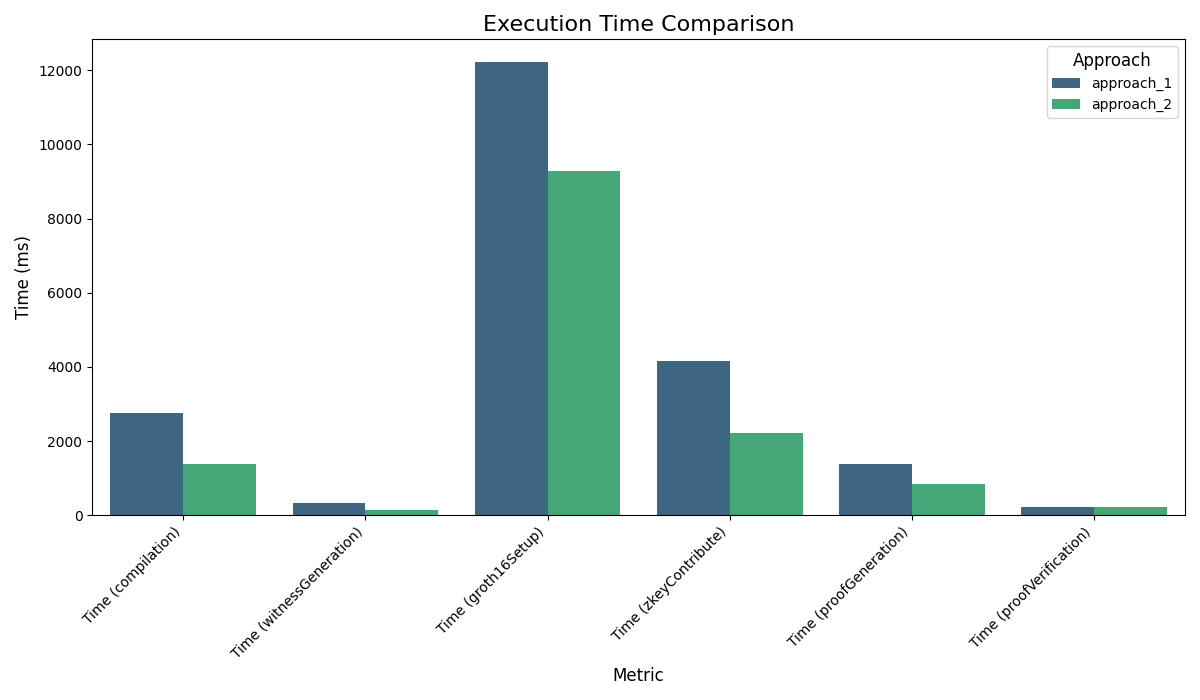 Execution Time Comparison
Approach
approach_1
approach_2
Time (ms)
12000
10000
8000
6000
4000
2000
0
Time (compilation)
Time (witnessGeneration)
Time (groth16Setup)
Time (zkeyContribute)
Time (proofGeneration)
Time (proofVerification)
Metric